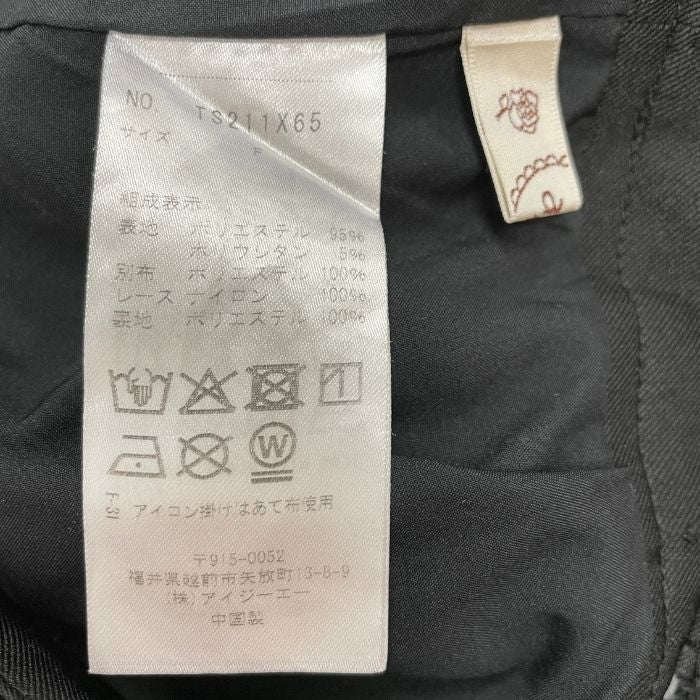 NO. TS211X65
サイズ F
組成表示
表地 ポリエステル 95%
ポリウレタン 5%
別布 ポリエステル 100%
レース ナイロン 100%
裏地 ポリエステル 100%
W
F-31 アイロン掛けはあて布使用
〒915-0052
福井県越前市矢放町13-8-9
(株)アイジーエー
中国製